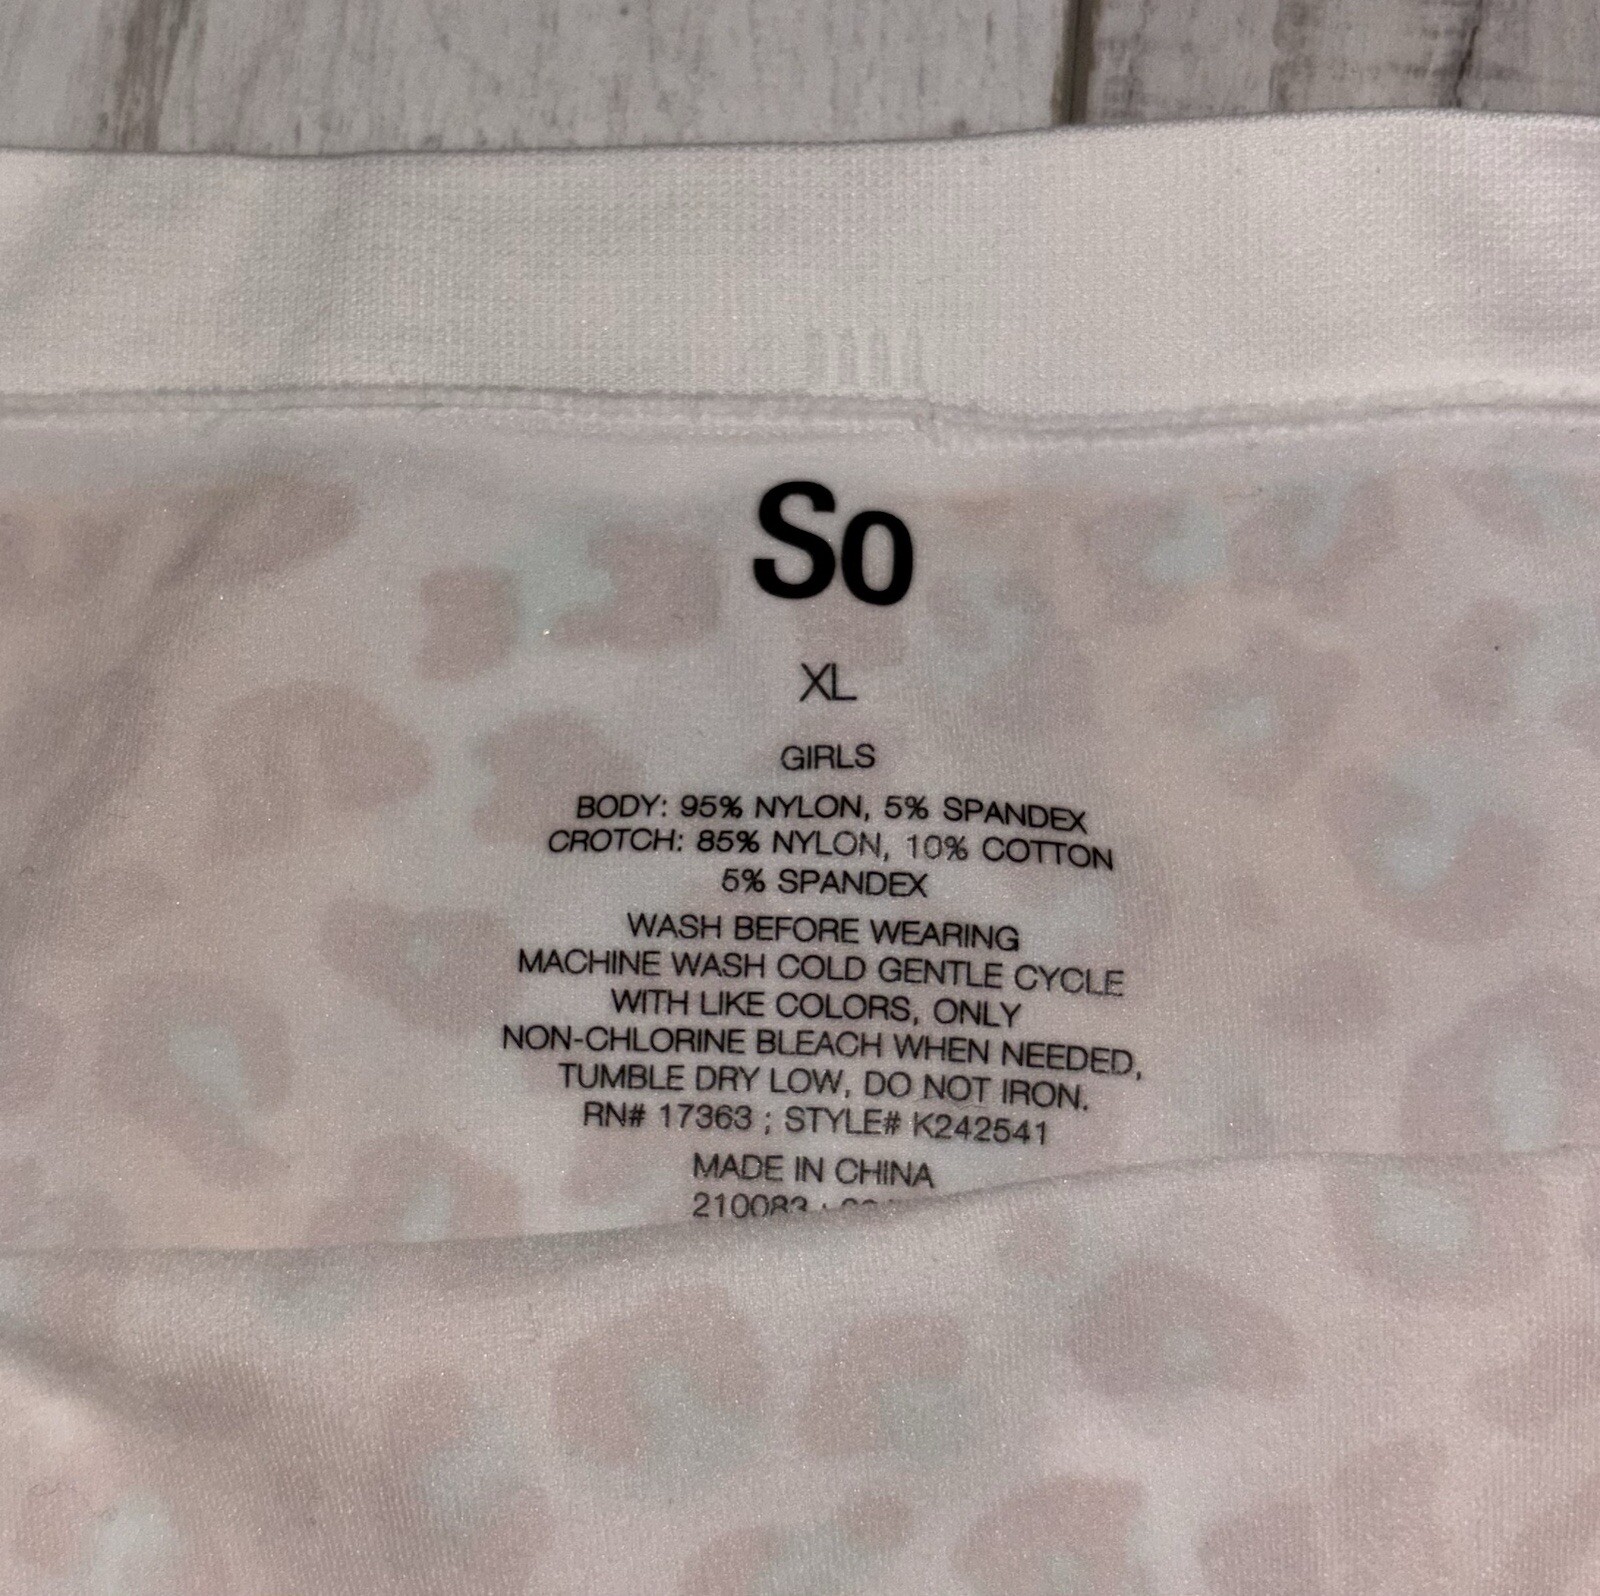 So
XL
GIRLS
BODY: 95% NYLON, 5% SPANDEX
CROTCH: 85% NYLON, 10% COTTON
5% SPANDEX
WASH BEFORE WEARING
MACHINE WASH COLD GENTLE CYCLE
WITH LIKE COLORS, ONLY
NON-CHLORINE BLEACH WHEN NEEDED,
TUMBLE DRY LOW, DO NOT IRON.
RN# 17363 ; STYLE# K242541
MADE IN CHINA
210083